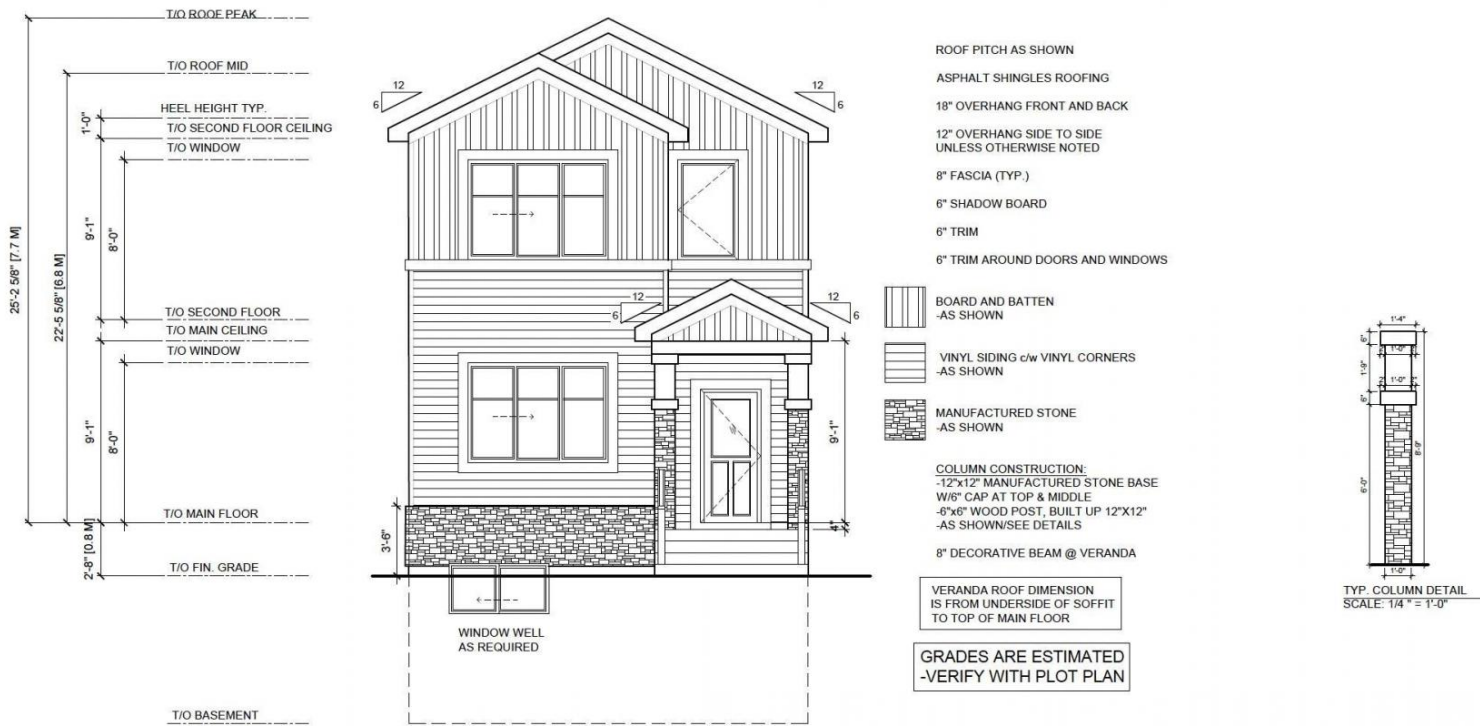 T/O ROOF PEAK
T/O ROOF MID
HEEL HEIGHT TYP.
T/O SECOND FLOOR CEILING
T/O WINDOW
T/O SECOND FLOOR
T/O MAIN CEILING
T/O WINDOW
T/O MAIN FLOOR
T/O FIN. GRADE
T/O BASEMENT
25'-2 5/8" [7.7 M]
22'-5 5/8" [6.8 M]
1'-0"
9'-1"
8'-0"
9'-1"
8'-0"
2'-8" [0.8 M]
12
6
12
6
12
6
12
6
3'-6"
9'-1"
4"
WINDOW WELL
AS REQUIRED
ROOF PITCH AS SHOWN
ASPHALT SHINGLES ROOFING
18" OVERHANG FRONT AND BACK
12" OVERHANG SIDE TO SIDE
UNLESS OTHERWISE NOTED
8" FASCIA (TYP.)
6" SHADOW BOARD
6" TRIM
6" TRIM AROUND DOORS AND WINDOWS
BOARD AND BATTEN
-AS SHOWN
VINYL SIDING c/w VINYL CORNERS
-AS SHOWN
MANUFACTURED STONE
-AS SHOWN
COLUMN CONSTRUCTION:
-12"x12" MANUFACTURED STONE BASE
W/6" CAP AT TOP & MIDDLE
-6"x6" WOOD POST, BUILT UP 12"X12"
-AS SHOWN/SEE DETAILS
8" DECORATIVE BEAM @ VERANDA
VERANDA ROOF DIMENSION
IS FROM UNDERSIDE OF SOFFIT
TO TOP OF MAIN FLOOR
GRADES ARE ESTIMATED
-VERIFY WITH PLOT PLAN
1'-4"
6"
1'-0"
1'-9"
1'-0"
6"
6'-0"
8'-9"
1'-0"
TYP. COLUMN DETAIL
SCALE: 1/4 " = 1'-0"